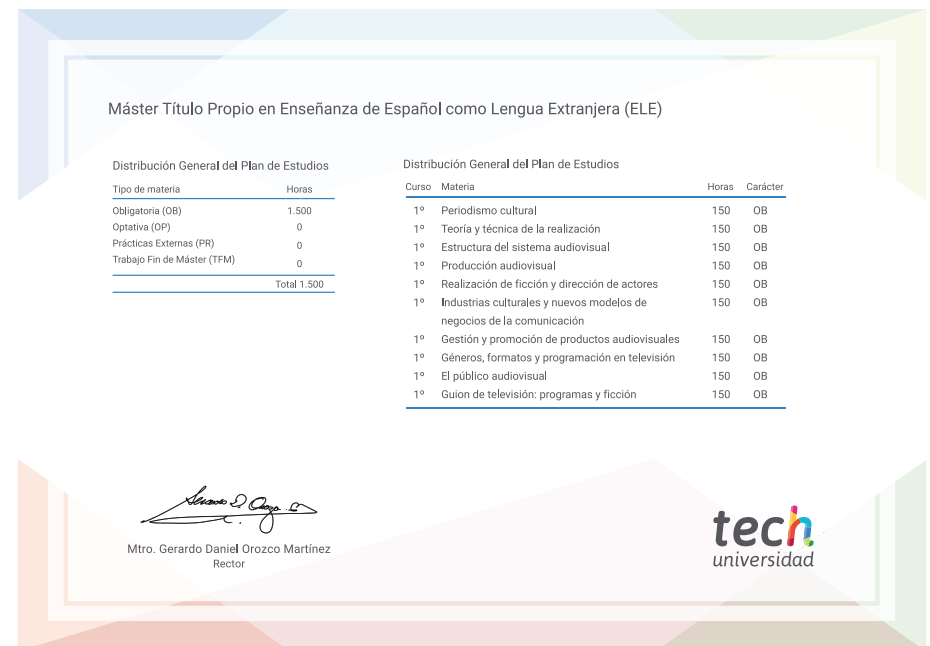 Máster Título Propio en Enseñanza de Español como Lengua Extranjera (ELE)
Distribución General del Plan de Estudios
Tipo de materia Horas
Obligatoria (OB) 1.500
Optativa (OP) 0
Prácticas Externas (PR) 0
Trabajo Fin de Máster (TFM) 0
Total 1.500
Distribución General del Plan de Estudios
Curso Materia Horas Carácter
1º Periodismo cultural 150 OB
1º Teoría y técnica de la realización 150 OB
1º Estructura del sistema audiovisual 150 OB
1º Producción audiovisual 150 OB
1º Realización de ficción y dirección de actores 150 OB
1º Industrias culturales y nuevos modelos de 150 OB
negocios de la comunicación
1º Gestión y promoción de productos audiovisuales 150 OB
1º Géneros, formatos y programación en televisión 150 OB
1º El público audiovisual 150 OB
1º Guion de televisión: programas y ficción 150 OB
Mtro. Gerardo Daniel Orozco Martínez
Rector
tech
universidad